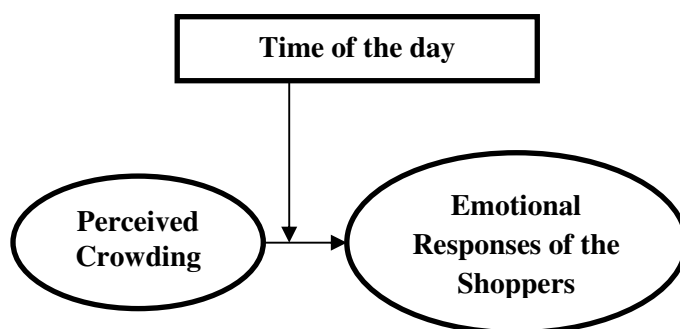 Time of the day
Perceived
Crowding
Emotional
Responses of the
Shoppers